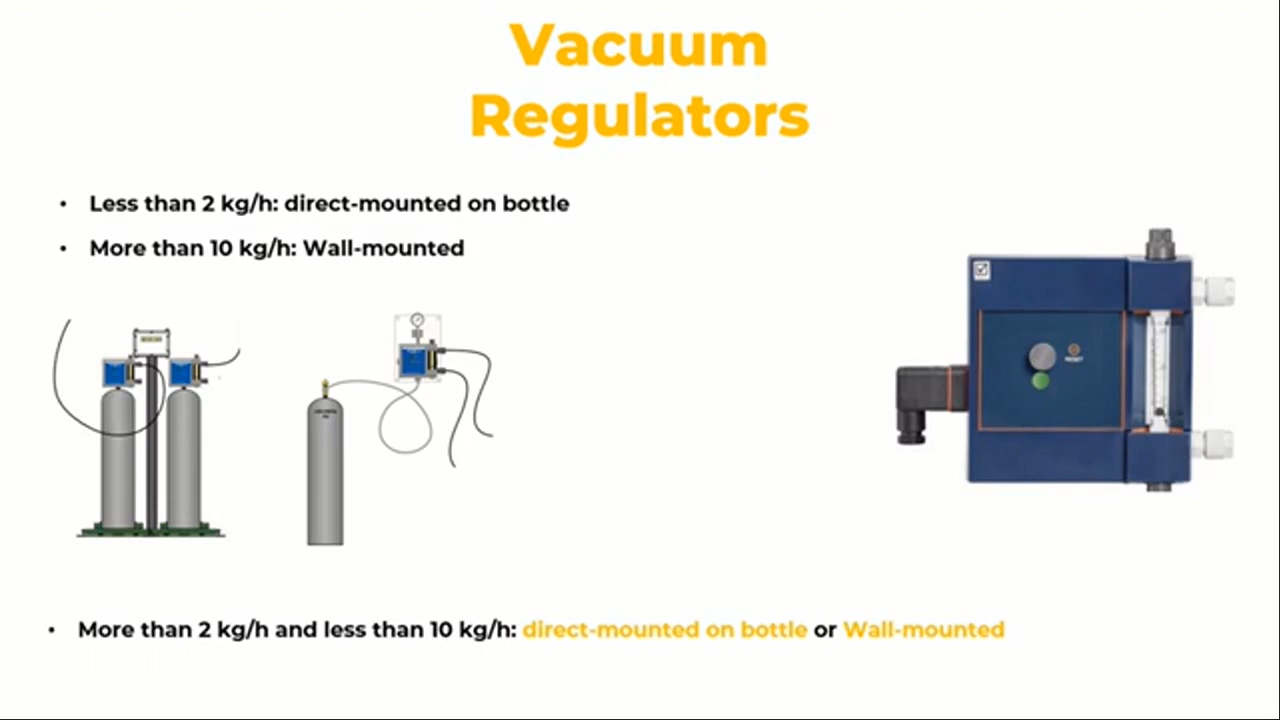 Vacuum
Regulators
• Less than 2 kg/h: direct-mounted on bottle
• More than 10 kg/h: Wall-mounted
RESET
• More than 2 kg/h and less than 10 kg/h: direct-mounted on bottle or Wall-mounted